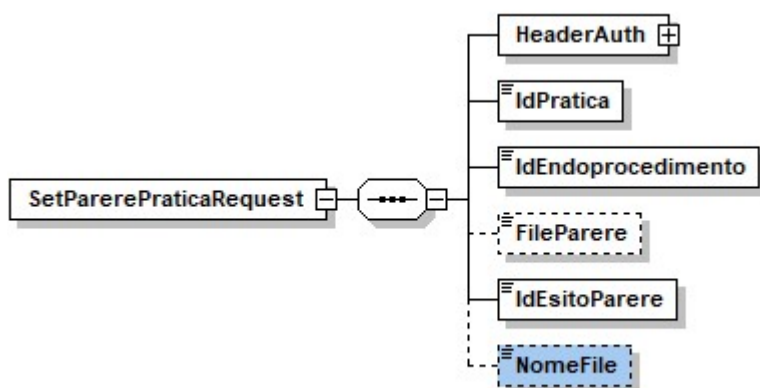 HeaderAuth
IdPratica
IdEndoprocedimento
SetParerePraticaRequest
FileParere
IdEsitoParere
NomeFile